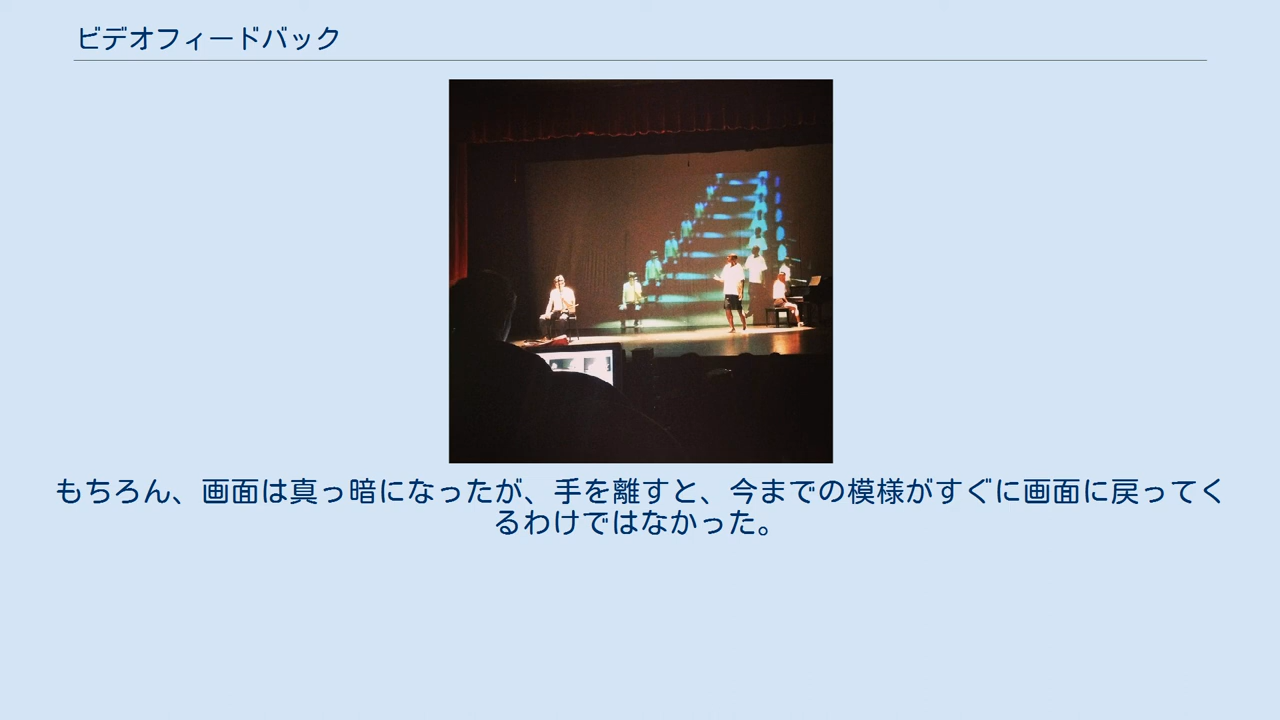 ビデオフィードバック
もちろん、画面は真っ暗になったが、手を離すと、今までの模様がすぐに画面に戻ってく
るわけではなかった。